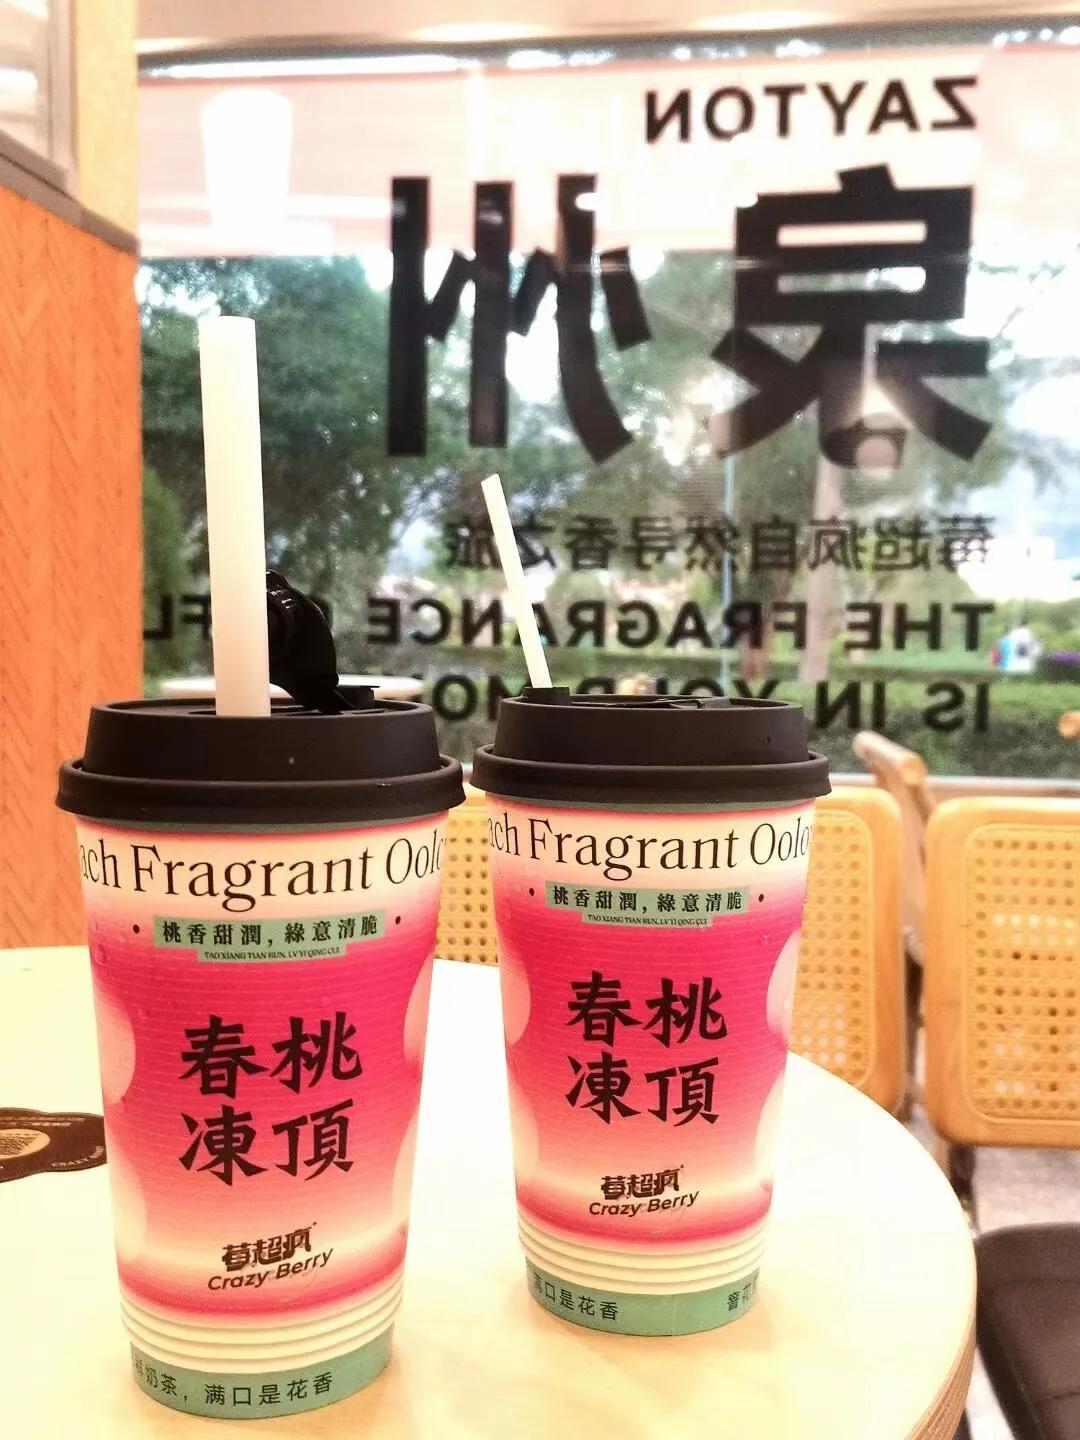 ZAYTON
泉州
莓超疯自然寻香之旅
THE FRAGRANCE
IS IN YOUR MO
ach Fragrant Oolo
桃香甜潤，綠意清脆
TAO XIANG TIAN RUN, LV YI QING CUI
春桃
凍頂
莓超疯
Crazy Berry
鲜奶茶，满口是花香
ach Fragrant Oolo
桃香甜潤，綠意清脆
TAO XIANG TIAN RUN, LV YI QING CUI
春桃
凍頂
莓超疯
Crazy Berry
满口是花香